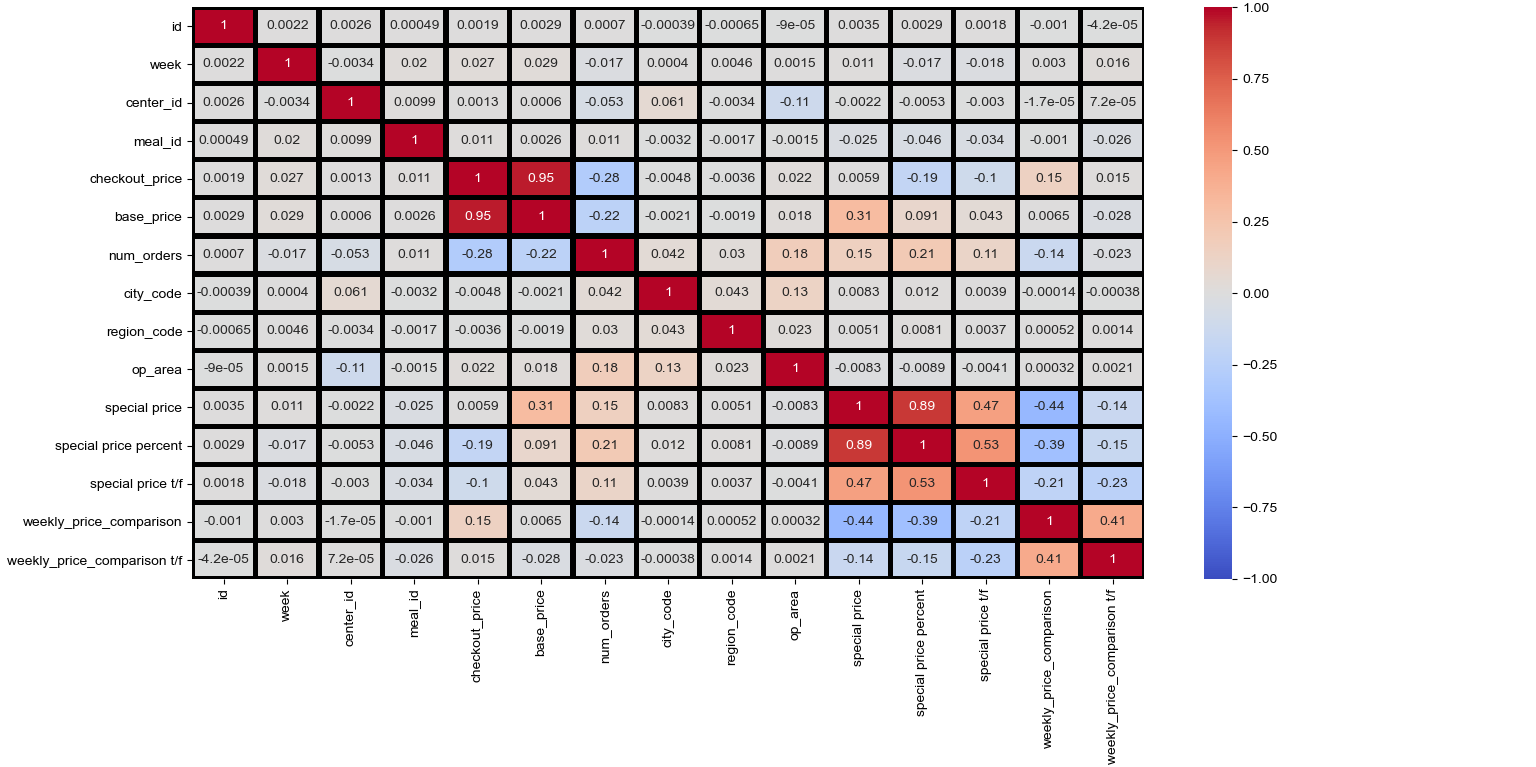 id 1 0.0022 0.0026 0.00049 0.0019 0.0029 0.0007 -0.00039 -0.00065 -9e-05 0.0035 0.0029 0.0018 -0.001 -4.2e-05
week 0.0022 1 -0.0034 0.02 0.027 0.029 -0.017 0.0004 0.0046 0.0015 0.011 -0.017 -0.018 0.003 0.016
center_id 0.0026 -0.0034 1 0.0099 0.0013 0.0006 -0.053 0.061 -0.0034 -0.11 -0.0022 -0.0053 -0.003 -1.7e-05 7.2e-05
meal_id 0.00049 0.02 0.0099 1 0.011 0.0026 0.011 -0.0032 -0.0017 -0.0015 -0.025 -0.046 -0.034 -0.001 -0.026
checkout_price 0.0019 0.027 0.0013 0.011 1 0.95 -0.28 -0.0048 -0.0036 0.022 0.0059 -0.19 -0.1 0.15 0.015
base_price 0.0029 0.029 0.0006 0.0026 0.95 1 -0.22 -0.0021 -0.0019 0.018 0.31 0.091 0.043 0.0065 -0.028
num_orders 0.0007 -0.017 -0.053 0.011 -0.28 -0.22 1 0.042 0.03 0.18 0.15 0.21 0.11 -0.14 -0.023
city_code -0.00039 0.0004 0.061 -0.0032 -0.0048 -0.0021 0.042 1 0.043 0.13 0.0083 0.012 0.0039 -0.00014 -0.00038
region_code -0.00065 0.0046 -0.0034 -0.0017 -0.0036 -0.0019 0.03 0.043 1 0.023 0.0051 0.0081 0.0037 0.00052 0.0014
op_area -9e-05 0.0015 -0.11 -0.0015 0.022 0.018 0.18 0.13 0.023 1 -0.0083 -0.0089 -0.0041 0.00032 0.0021
special price 0.0035 0.011 -0.0022 -0.025 0.0059 0.31 0.15 0.0083 0.0051 -0.0083 1 0.89 0.47 -0.44 -0.14
special price percent 0.0029 -0.017 -0.0053 -0.046 -0.19 0.091 0.21 0.012 0.0081 -0.0089 0.89 1 0.53 -0.39 -0.15
special price t/f 0.0018 -0.018 -0.003 -0.034 -0.1 0.043 0.11 0.0039 0.0037 -0.0041 0.47 0.53 1 -0.21 -0.23
weekly_price_comparison -0.001 0.003 -1.7e-05 -0.001 0.15 0.0065 -0.14 -0.00014 0.00052 0.00032 -0.44 -0.39 -0.21 1 0.41
weekly_price_comparison t/f -4.2e-05 0.016 7.2e-05 -0.026 0.015 -0.028 -0.023 -0.00038 0.0014 0.0021 -0.14 -0.15 -0.23 0.41 1
id
week
center_id
meal_id
checkout_price
base_price
num_orders
city_code
region_code
op_area
special price
special price percent
special price t/f
weekly_price_comparison
weekly_price_comparison t/f
1.00
0.75
0.50
0.25
0.00
−0.25
−0.50
−0.75
−1.00